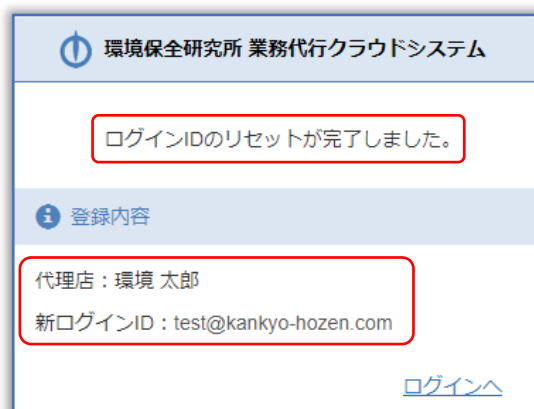 環境保全研究所 業務代行クラウドシステム
ログインIDのリセットが完了しました。
登録内容
代理店：環境 太郎
新ログインID：test@kankyo-hozen.com
ログインへ